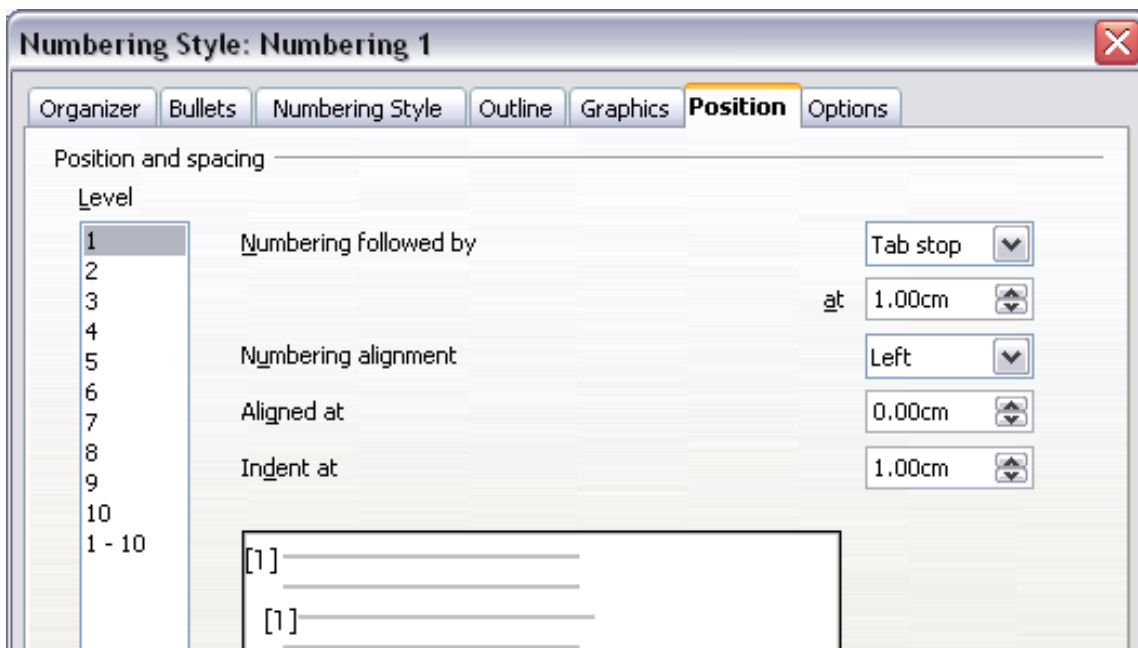 Numbering Style: Numbering 1
Organizer Bullets Numbering Style Outline Graphics Position Options
Position and spacing
Level
1 Numbering followed by Tab stop
2
3 at 1.00cm
4
5 Numbering alignment Left
6
7 Aligned at 0.00cm
8
9 Indent at 1.00cm
10
1 - 10
[1]
[1]